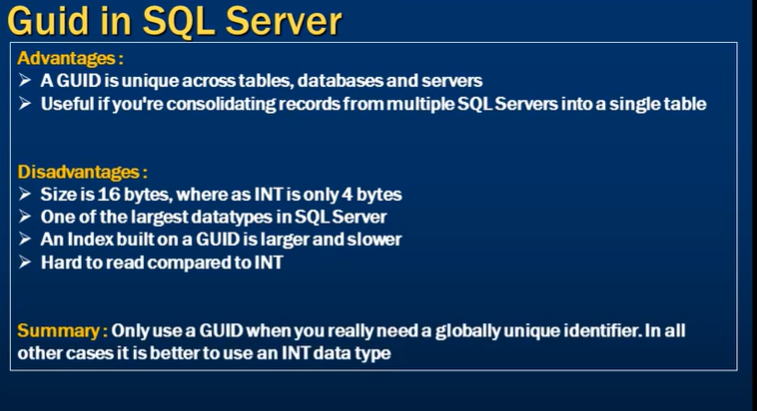 Guid in SQL Server
Advantages :
➢ A GUID is unique across tables, databases and servers
➢ Useful if you're consolidating records from multiple SQL Servers into a single table
Disadvantages :
➢ Size is 16 bytes, where as INT is only 4 bytes
➢ One of the largest datatypes in SQL Server
➢ An Index built on a GUID is larger and slower
➢ Hard to read compared to INT
Summary : Only use a GUID when you really need a globally unique identifier. In all
other cases it is better to use an INT data type